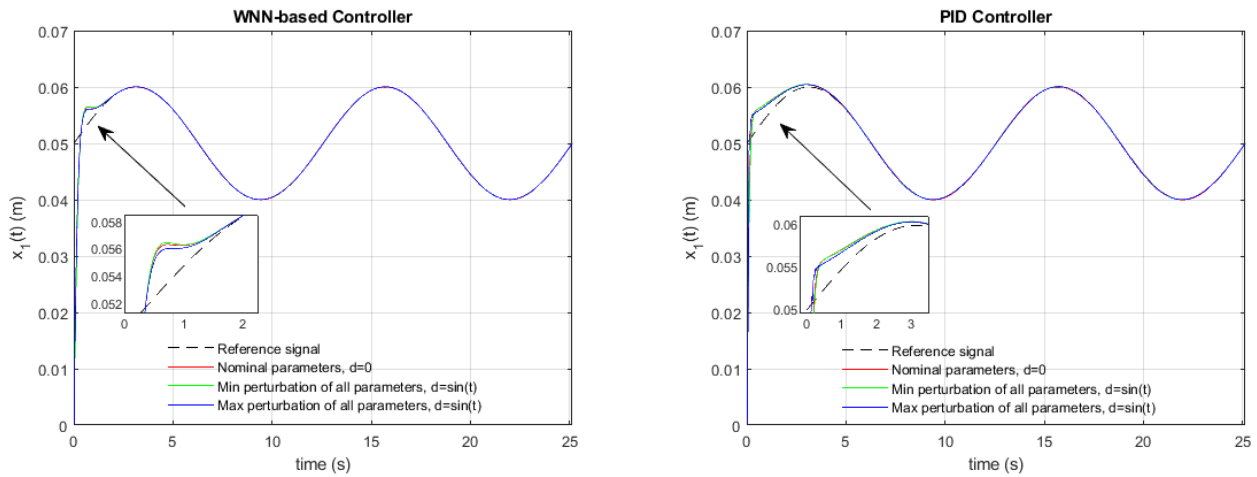 WNN-based Controller
0.07
0.06
0.05
0.04
0.03
0.02
0.01
0
x1(t) (m)
0.058
0.056
0.054
0.052
0 1 2
Reference signal
Nominal parameters, d=0
Min perturbation of all parameters, d=sin(t)
Max perturbation of all parameters, d=sin(t)
0 5 10 15 20 25
time (s)
PID Controller
0.07
0.06
0.05
0.04
0.03
0.02
0.01
0
x1(t) (m)
0.06
0.055
0.05
0 1 2 3
Reference signal
Nominal parameters, d=0
Min perturbation of all parameters, d=sin(t)
Max perturbation of all parameters, d=sin(t)
0 5 10 15 20 25
time (s)